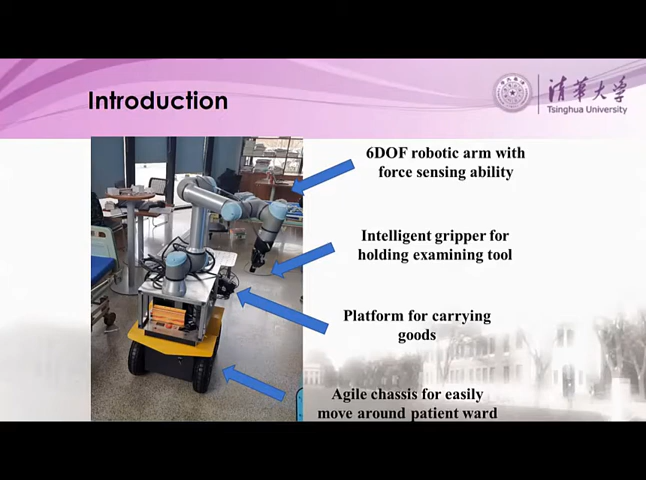 Introduction
清華大学
Tsinghua University
6DOF robotic arm with
force sensing ability
Intelligent gripper for
holding examining tool
Platform for carrying
goods
Agile chassis for easily
move around patient ward